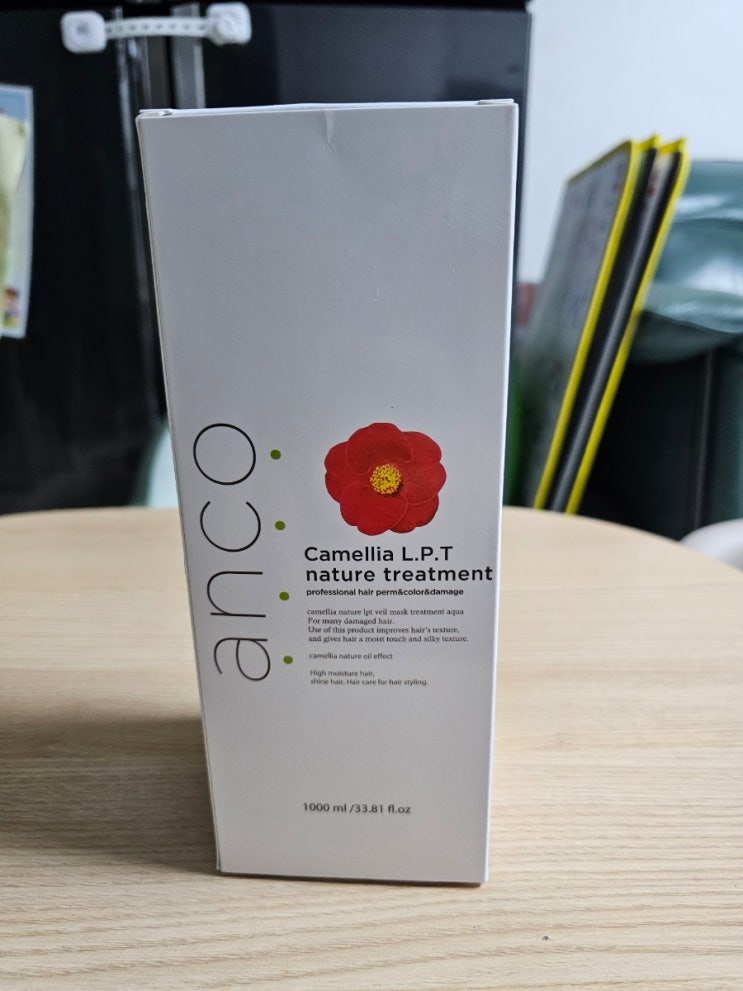 a.n.c.o.
Camellia L.P.T
nature treatment
professional hair perm&color&damage
camellia nature lpt veil mask treatment aqua
For many damaged hair.
Use of this product improves hair's texture,
and gives hair a moist touch and silky texture.
camellia nature oil effect
High moisture hair,
shine hair, Hair care for hair styling.
1000 ml /33.81 fl.oz